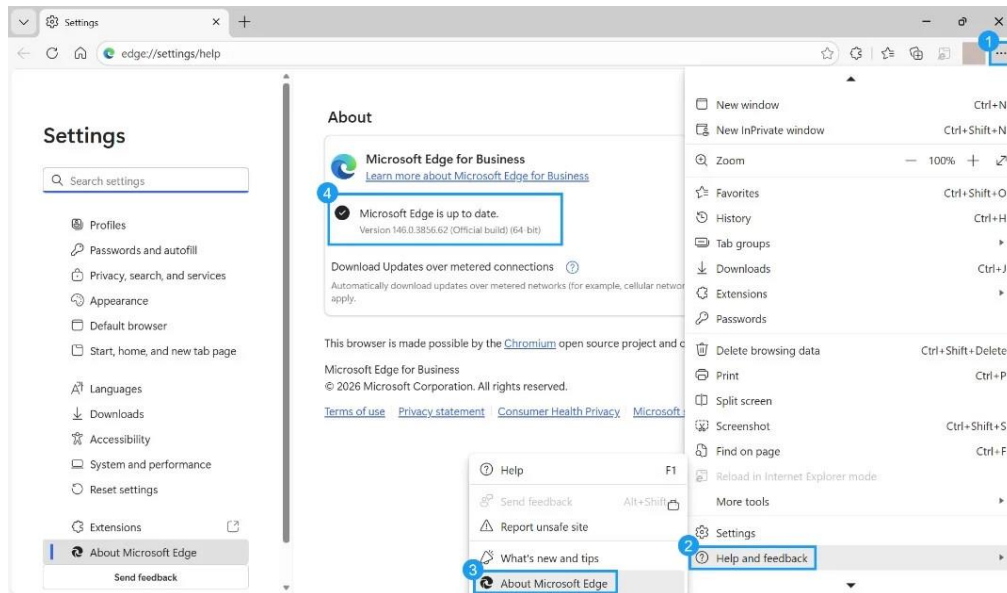 Settings
edge://settings/help
1
Settings
Search settings
Profiles
Passwords and autofill
Privacy, search, and services
Appearance
Default browser
Start, home, and new tab page
Languages
Downloads
Accessibility
System and performance
Reset settings
Extensions
About Microsoft Edge
Send feedback
About
Microsoft Edge for Business
Learn more about Microsoft Edge for Business
4
Microsoft Edge is up to date.
Version 146.0.3856.62 (Official build) (64-bit)
Download Updates over metered connections
Automatically download updates over metered networks (for example, cellular networ
apply.
This browser is made possible by the Chromium open source project and o
Microsoft Edge for Business
© 2026 Microsoft Corporation. All rights reserved.
Terms of use Privacy statement Consumer Health Privacy Microsoft
Help F1
Send feedback Alt+Shift
Report unsafe site
What's new and tips
3
About Microsoft Edge
New window Ctrl+N
New InPrivate window Ctrl+Shift+N
Zoom 100%
Favorites Ctrl+Shift+O
History Ctrl+H
Tab groups
Downloads Ctrl+J
Extensions
Passwords
Delete browsing data Ctrl+Shift+Delete
Print Ctrl+P
Split screen
Screenshot Ctrl+Shift+S
Find on page Ctrl+F
Reload in Internet Explorer mode
More tools
Settings
2
Help and feedback